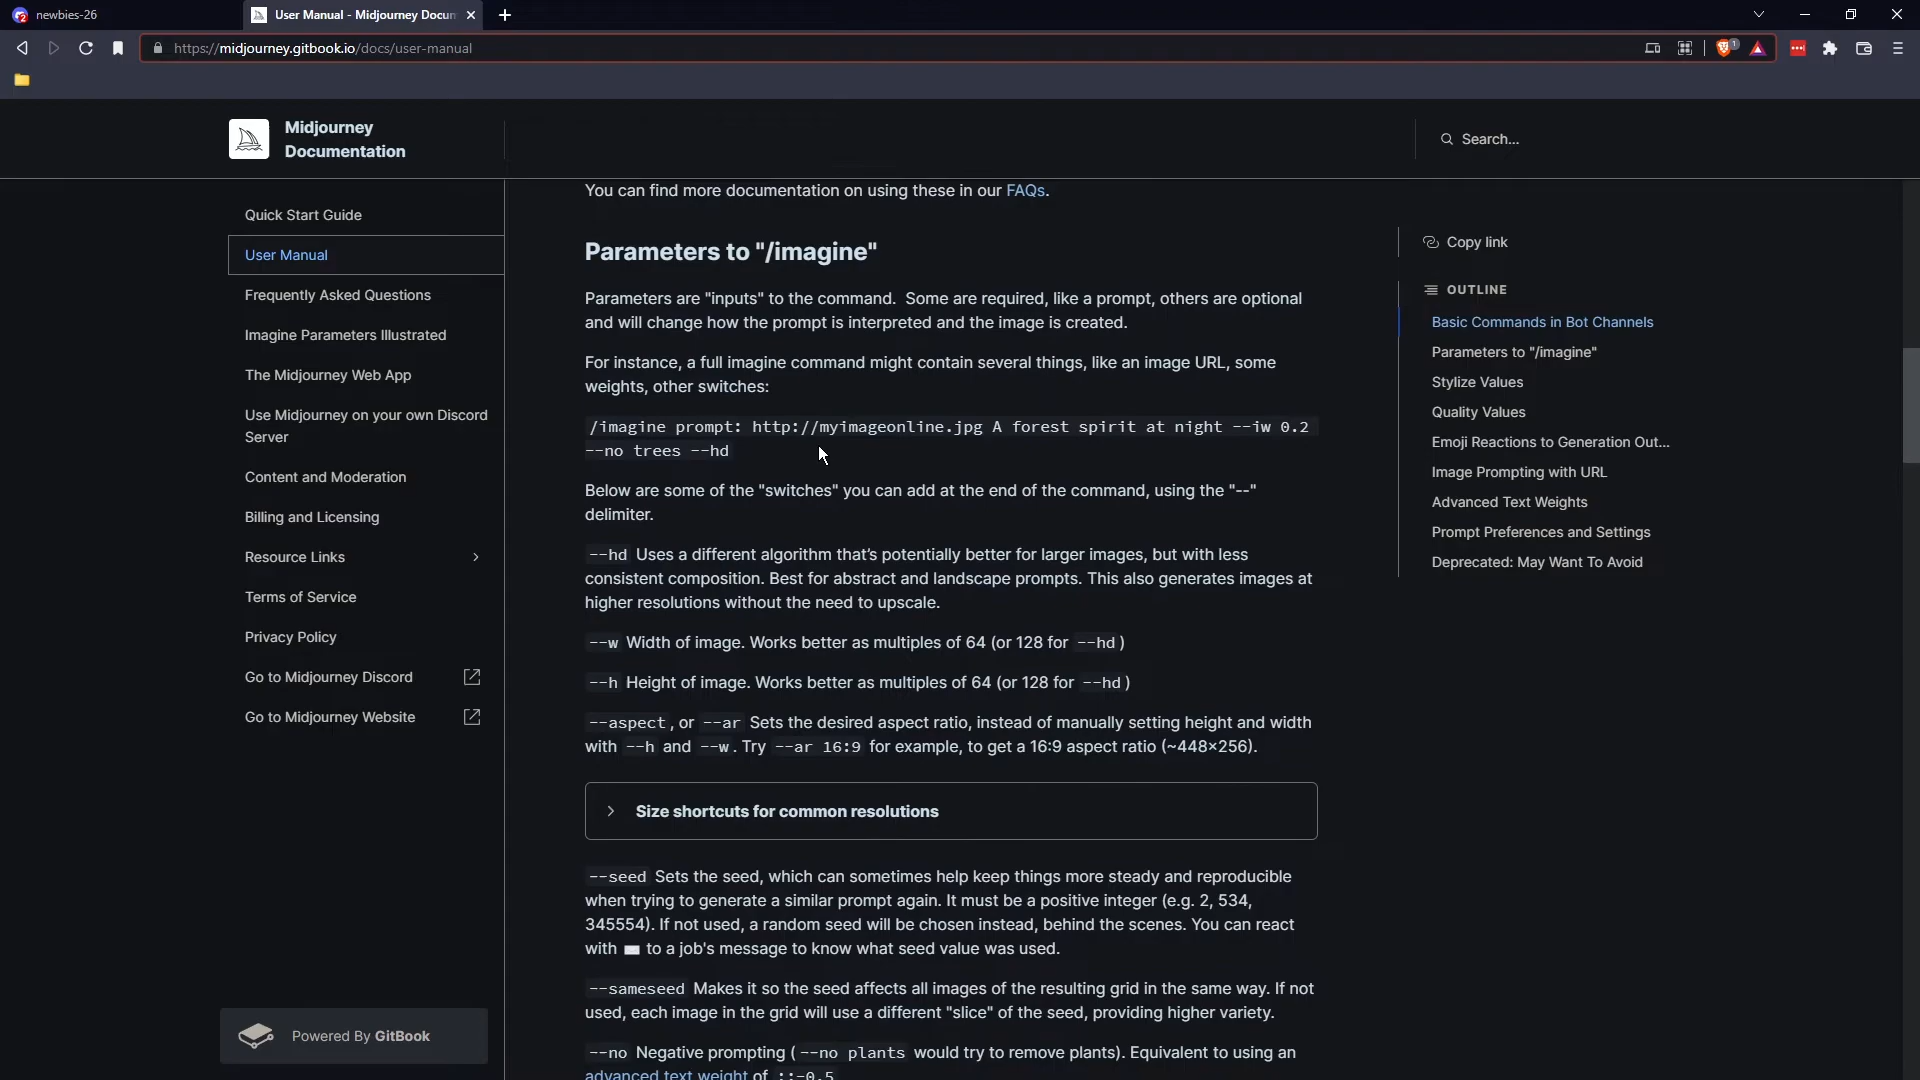 newbies-26
User Manual - Midjourney Docum
https://midjourney.gitbook.io/docs/user-manual
1
Midjourney
Documentation
Search...
Quick Start Guide
User Manual
Frequently Asked Questions
Imagine Parameters Illustrated
The Midjourney Web App
Use Midjourney on your own Discord
Server
Content and Moderation
Billing and Licensing
Resource Links
Terms of Service
Privacy Policy
Go to Midjourney Discord
Go to Midjourney Website
Powered By GitBook
You can find more documentation on using these in our FAQs.
Parameters to "/imagine"
Parameters are "inputs" to the command.  Some are required, like a prompt, others are optional
and will change how the prompt is interpreted and the image is created.
For instance, a full imagine command might contain several things, like an image URL, some
weights, other switches:
/imagine prompt: http://myimageonline.jpg A forest spirit at night --iw 0.2
--no trees --hd
Below are some of the "switches" you can add at the end of the command, using the "--"
delimiter.
--hd Uses a different algorithm that's potentially better for larger images, but with less
consistent composition. Best for abstract and landscape prompts. This also generates images at
higher resolutions without the need to upscale.
--w Width of image. Works better as multiples of 64 (or 128 for --hd )
--h Height of image. Works better as multiples of 64 (or 128 for --hd )
--aspect , or --ar Sets the desired aspect ratio, instead of manually setting height and width
with --h and --w . Try --ar 16:9 for example, to get a 16:9 aspect ratio (~448×256).
Size shortcuts for common resolutions
--seed Sets the seed, which can sometimes help keep things more steady and reproducible
when trying to generate a similar prompt again. It must be a positive integer (e.g. 2, 534,
345554). If not used, a random seed will be chosen instead, behind the scenes. You can react
with ✉ to a job's message to know what seed value was used.
--sameseed Makes it so the seed affects all images of the resulting grid in the same way. If not
used, each image in the grid will use a different "slice" of the seed, providing higher variety.
--no Negative prompting ( --no plants would try to remove plants). Equivalent to using an
advanced text weight of ::-0.5
Copy link
OUTLINE
Basic Commands in Bot Channels
Parameters to "/imagine"
Stylize Values
Quality Values
Emoji Reactions to Generation Out...
Image Prompting with URL
Advanced Text Weights
Prompt Preferences and Settings
Deprecated: May Want To Avoid